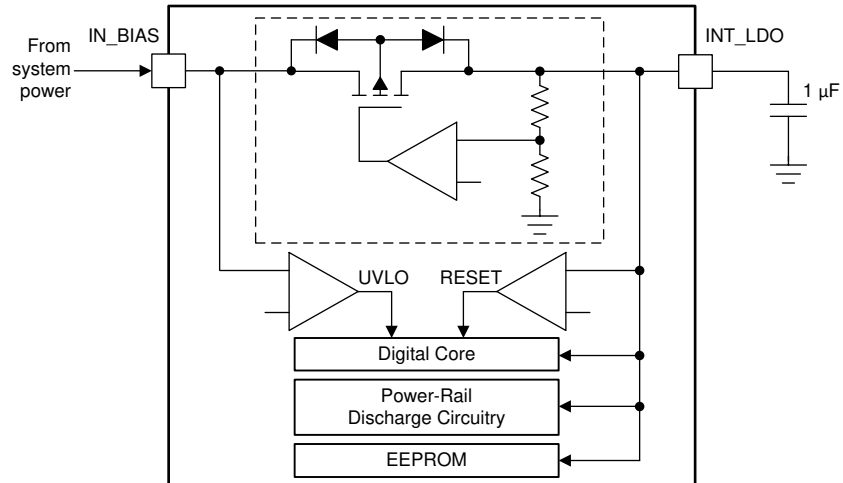 From
system
power
IN_BIAS
INT_LDO
1 µF
UVLO
RESET
Digital Core
Power-Rail
Discharge Circuitry
EEPROM